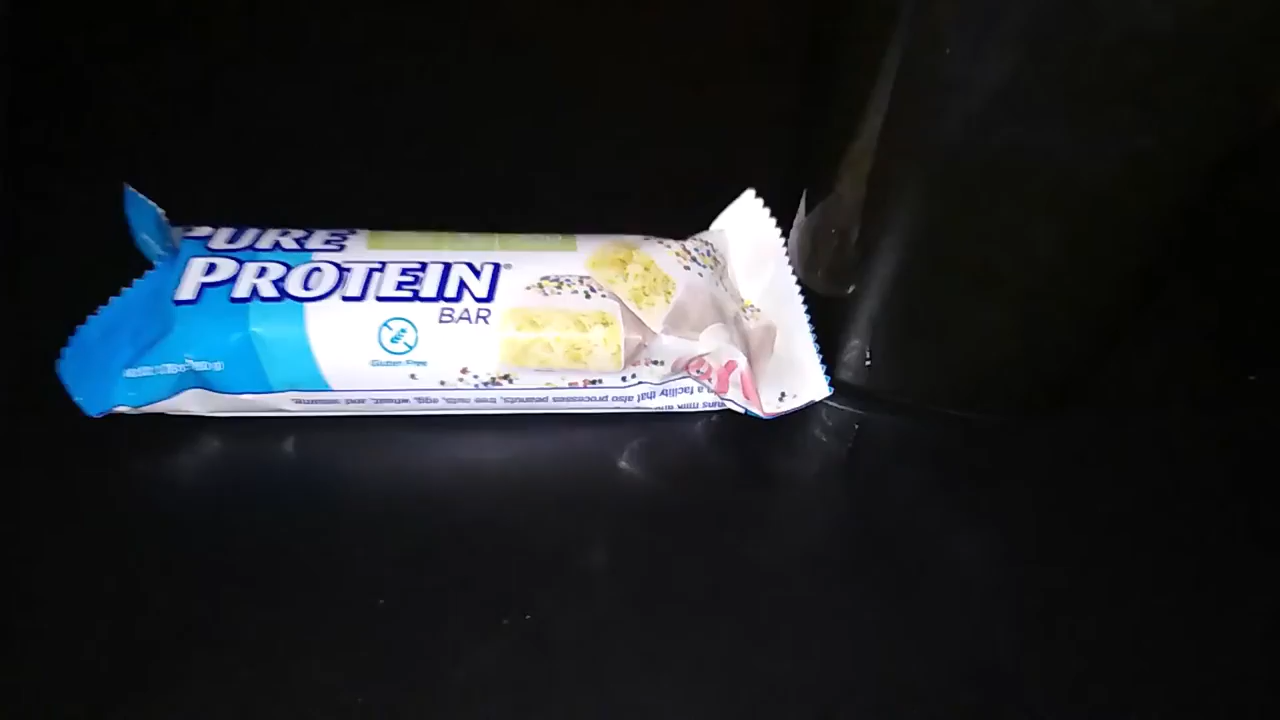 PURE
PROTEIN
BAR
Gluten Free
a facility that also processes peanuts, tree nuts, egg, wheat, and sesame.